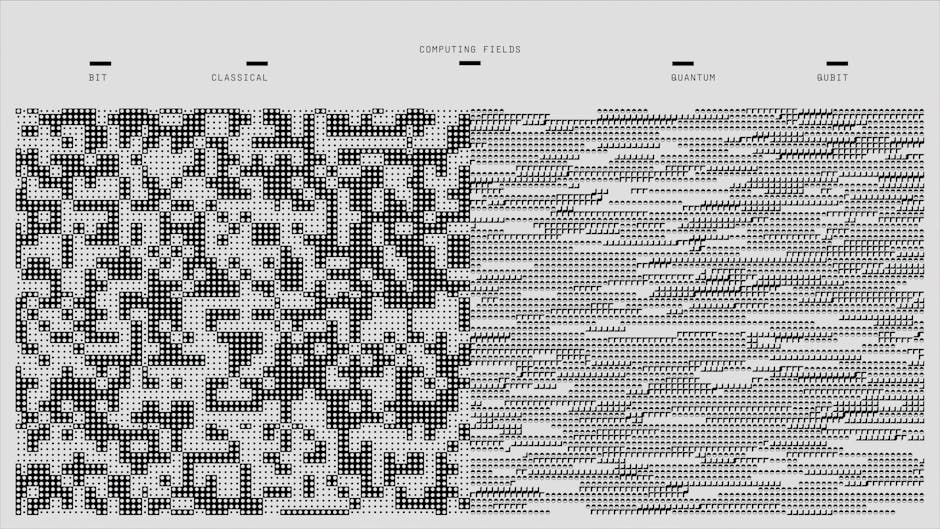 COMPUTING FIELDS
BIT
CLASSICAL
QUANTUM
QUBIT